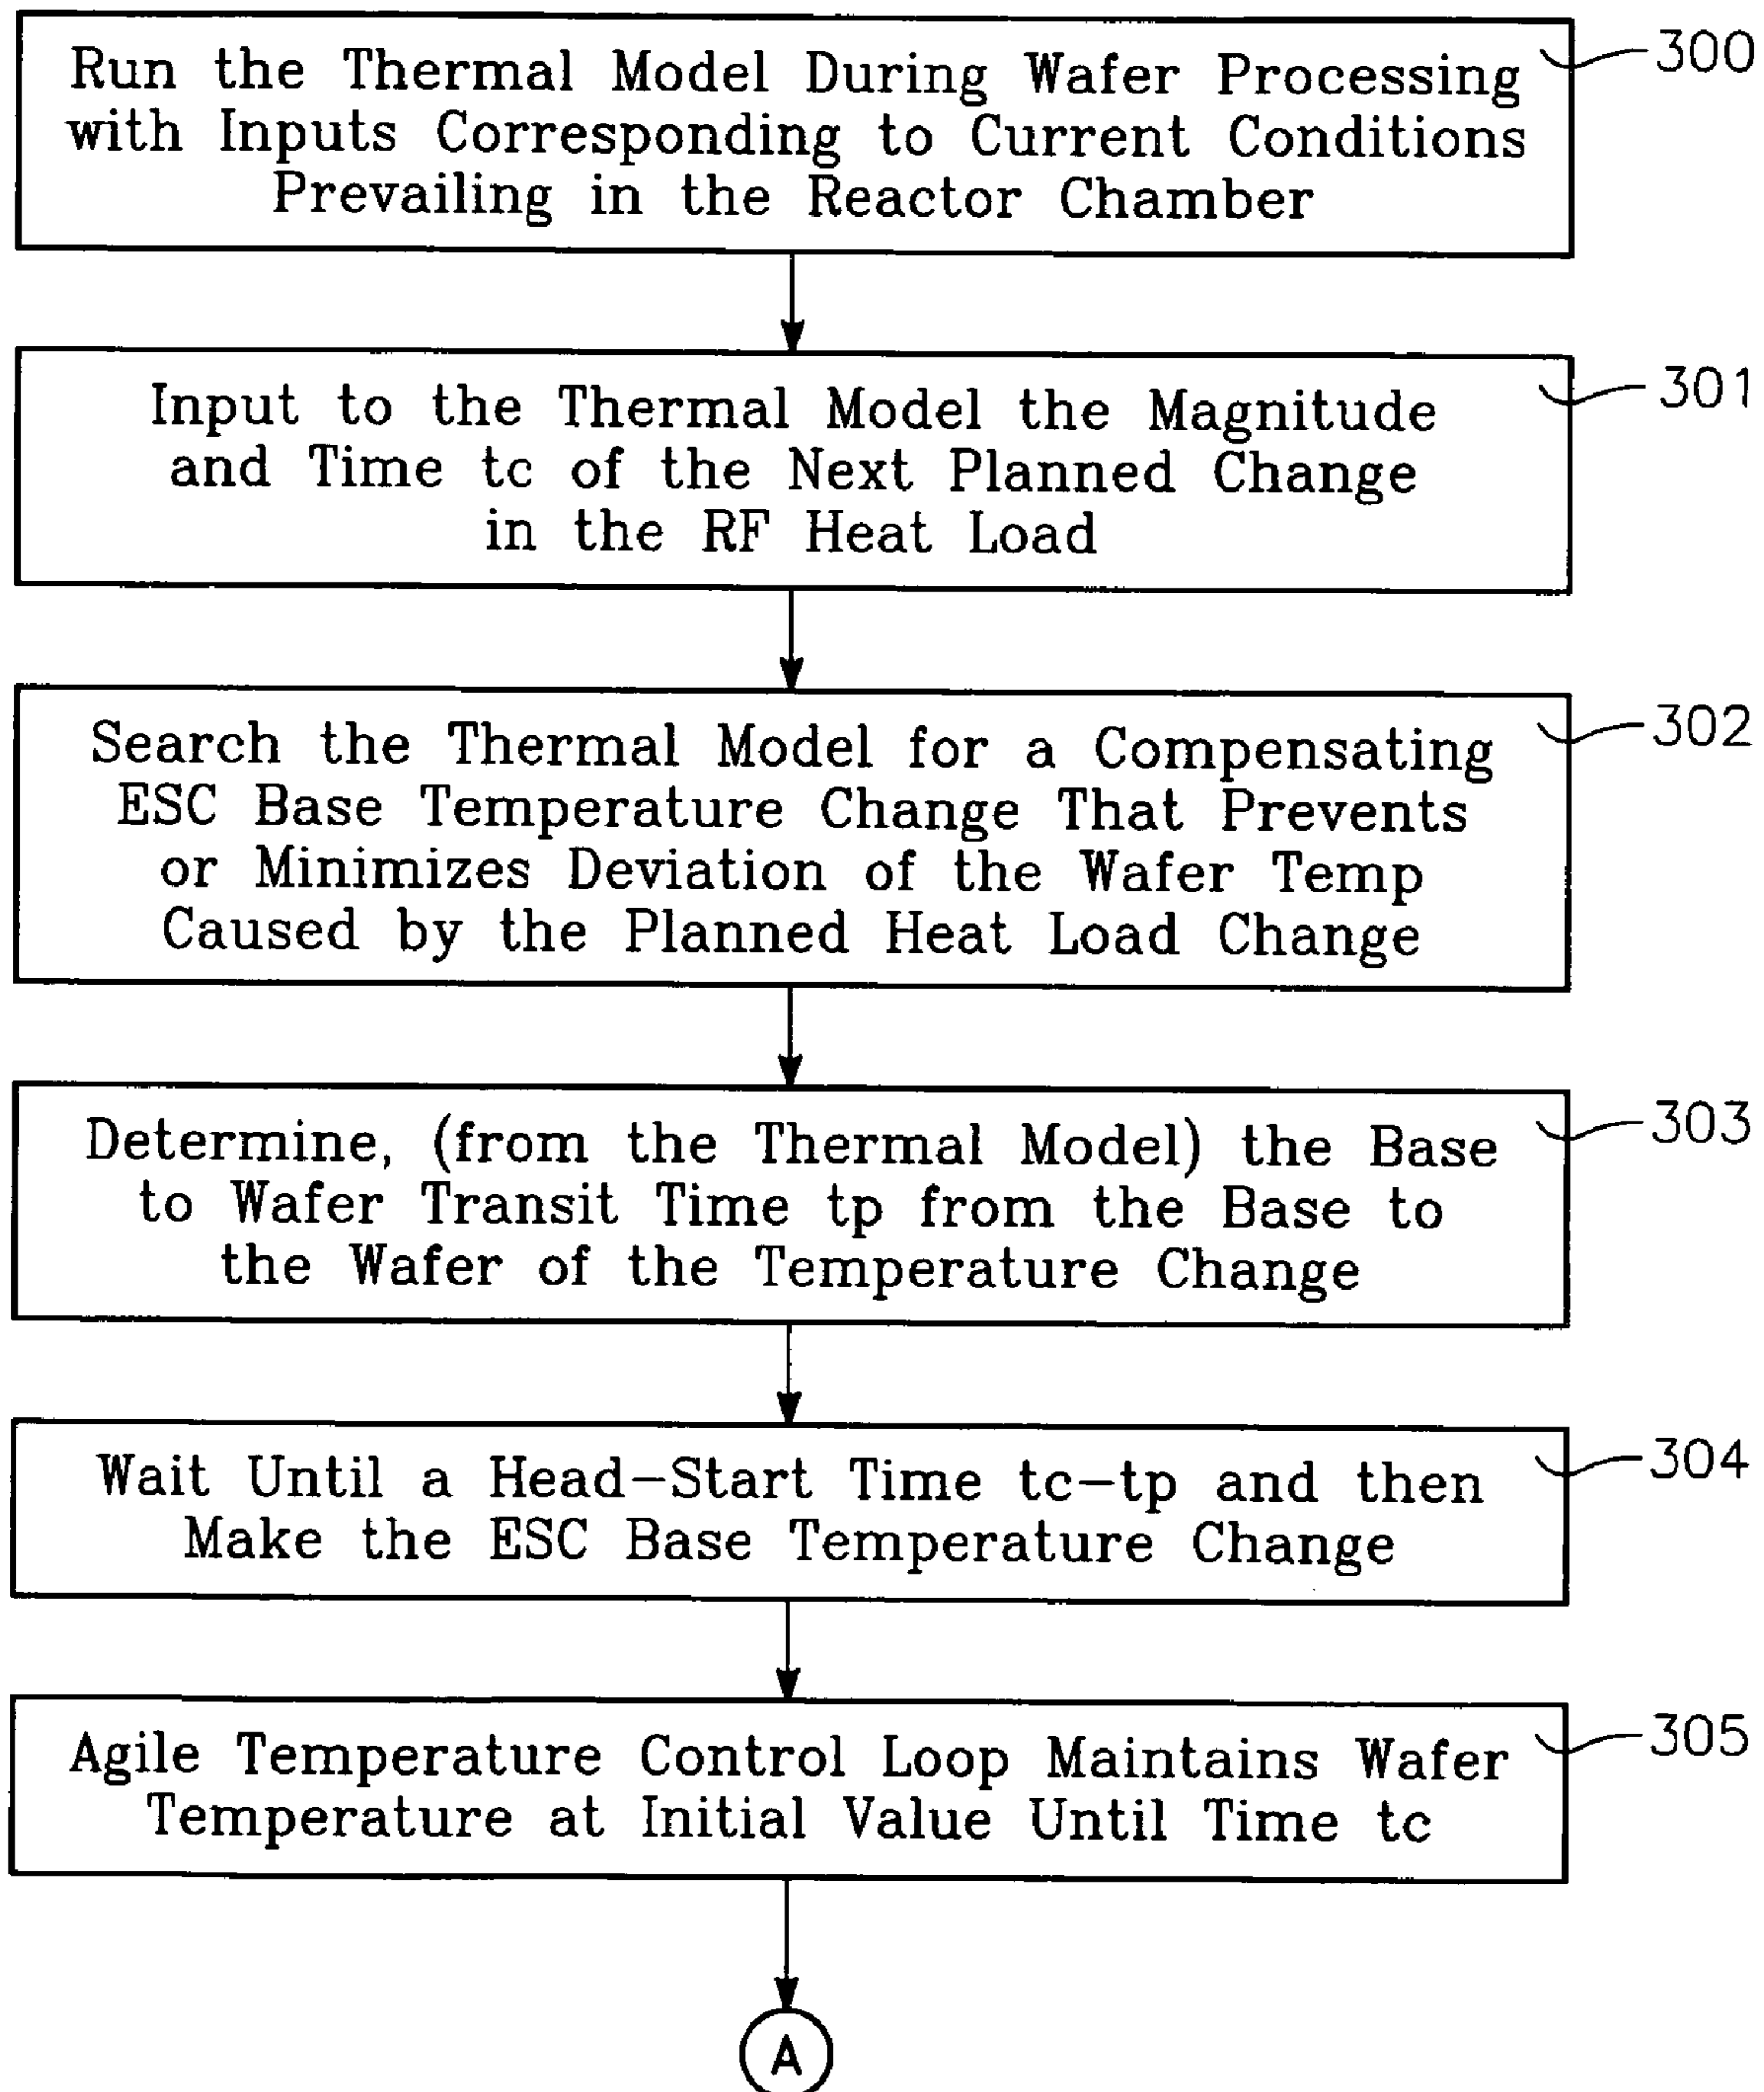 Run the Thermal Model During Wafer Processing
with Inputs Corresponding to Current Conditions
Prevailing in the Reactor Chamber
300
Input to the Thermal Model the Magnitude
and Time tc of the Next Planned Change
in the RF Heat Load
301
Search the Thermal Model for a Compensating
ESC Base Temperature Change That Prevents
or Minimizes Deviation of the Wafer Temp
Caused by the Planned Heat Load Change
302
Determine, (from the Thermal Model) the Base
to Wafer Transit Time tp from the Base to
the Wafer of the Temperature Change
303
Wait Until a Head-Start Time tc-tp and then
Make the ESC Base Temperature Change
304
Agile Temperature Control Loop Maintains Wafer
Temperature at Initial Value Until Time tc
305
A